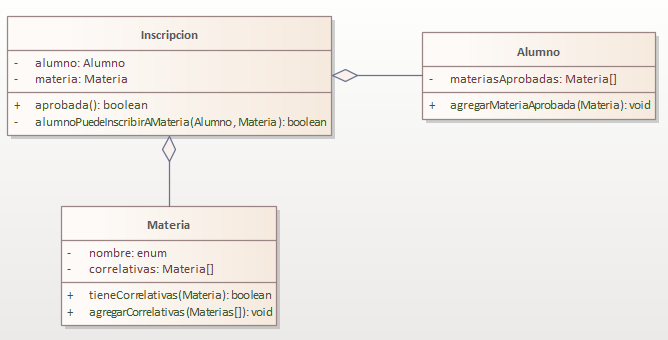 Inscripcion
- alumno: Alumno
- materia: Materia
+ aprobada(): boolean
- alumnoPuedeInscribirAMateria(Alumno, Materia): boolean
Alumno
- materiasAprobadas: Materia[]
+ agregarMateriaAprobada(Materia): void
Materia
- nombre: enum
- correlativas: Materia[]
+ tieneCorrelativas(Materia): boolean
+ agregarCorrelativas(Materias[]): void